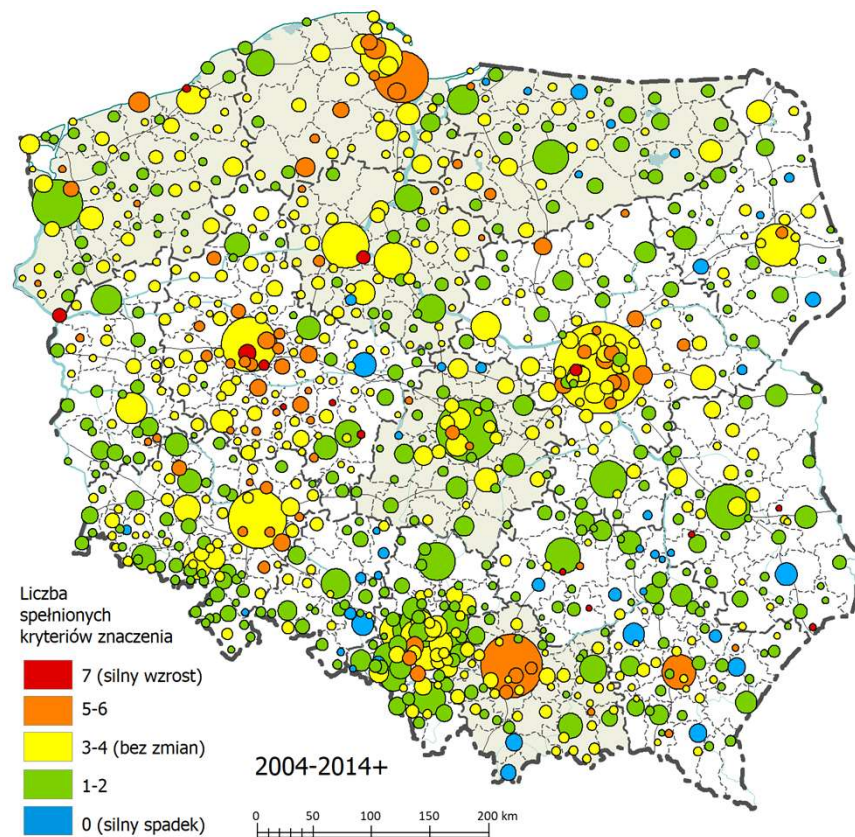 Liczba
spełnionych
kryteriów znaczenia
7 (silny wzrost)
5-6
3-4 (bez zmian)
1-2
0 (silny spadek)
2004-2014+
0 50 100 150 200 km